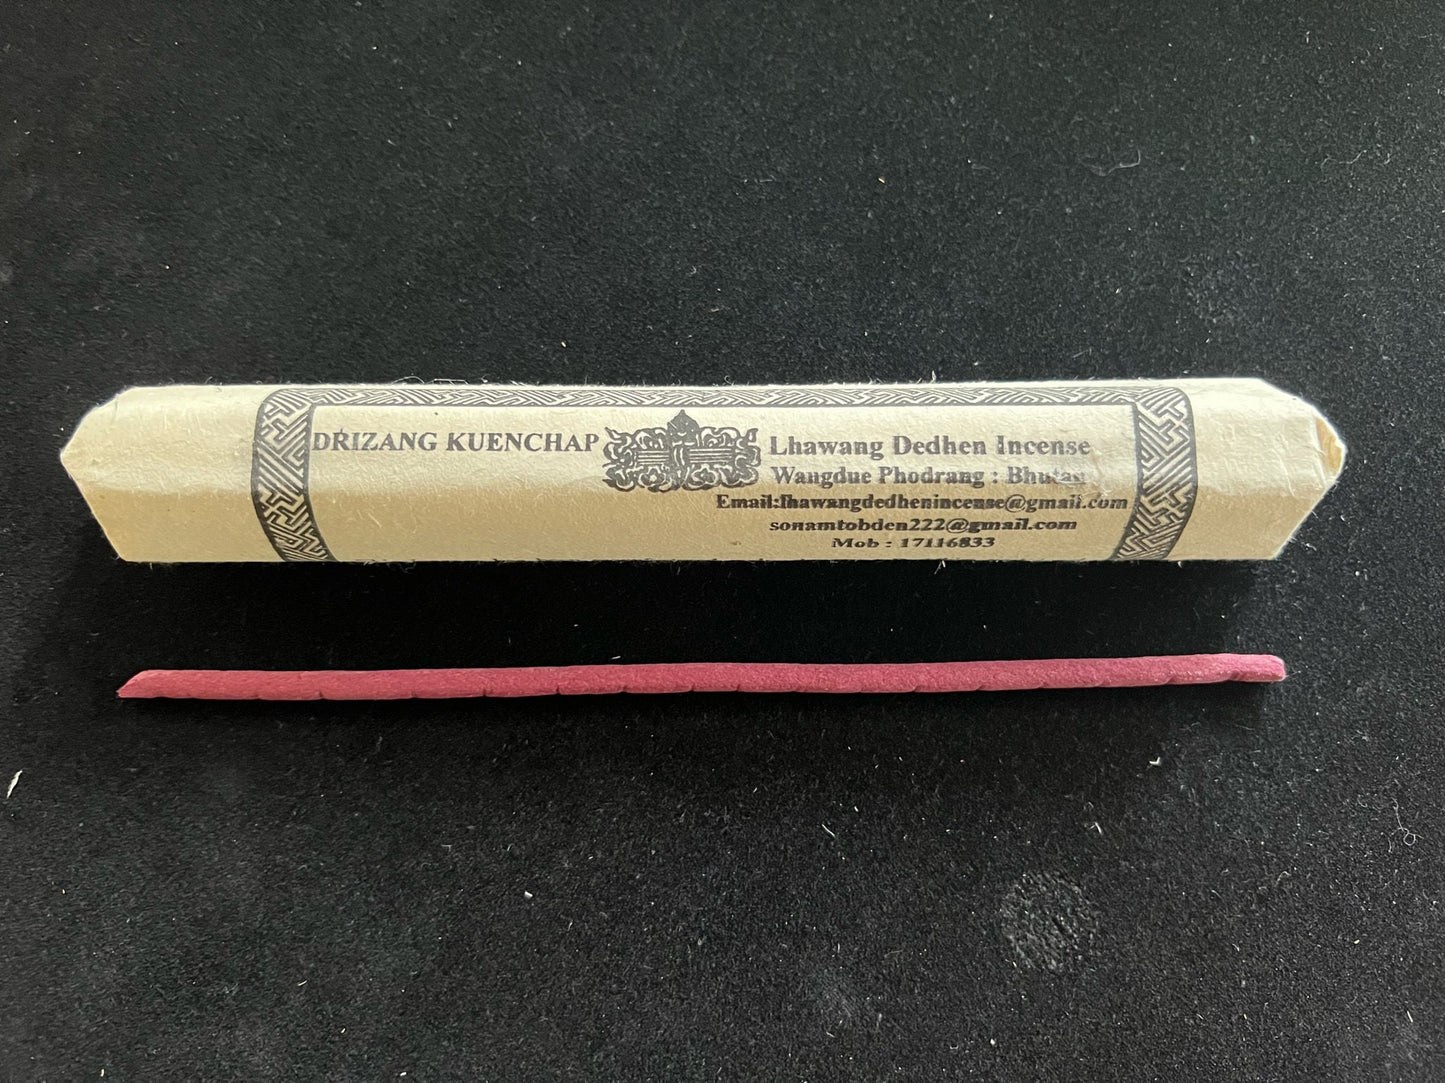 DRIZANG KUENCHAP
Lhawang Dedhen Incense
Wangdue Phodrang : Bhutan
Email:lhawangdedhenincense@gmail.com
sonamtobden222@gmail.com
Mob : 17116833